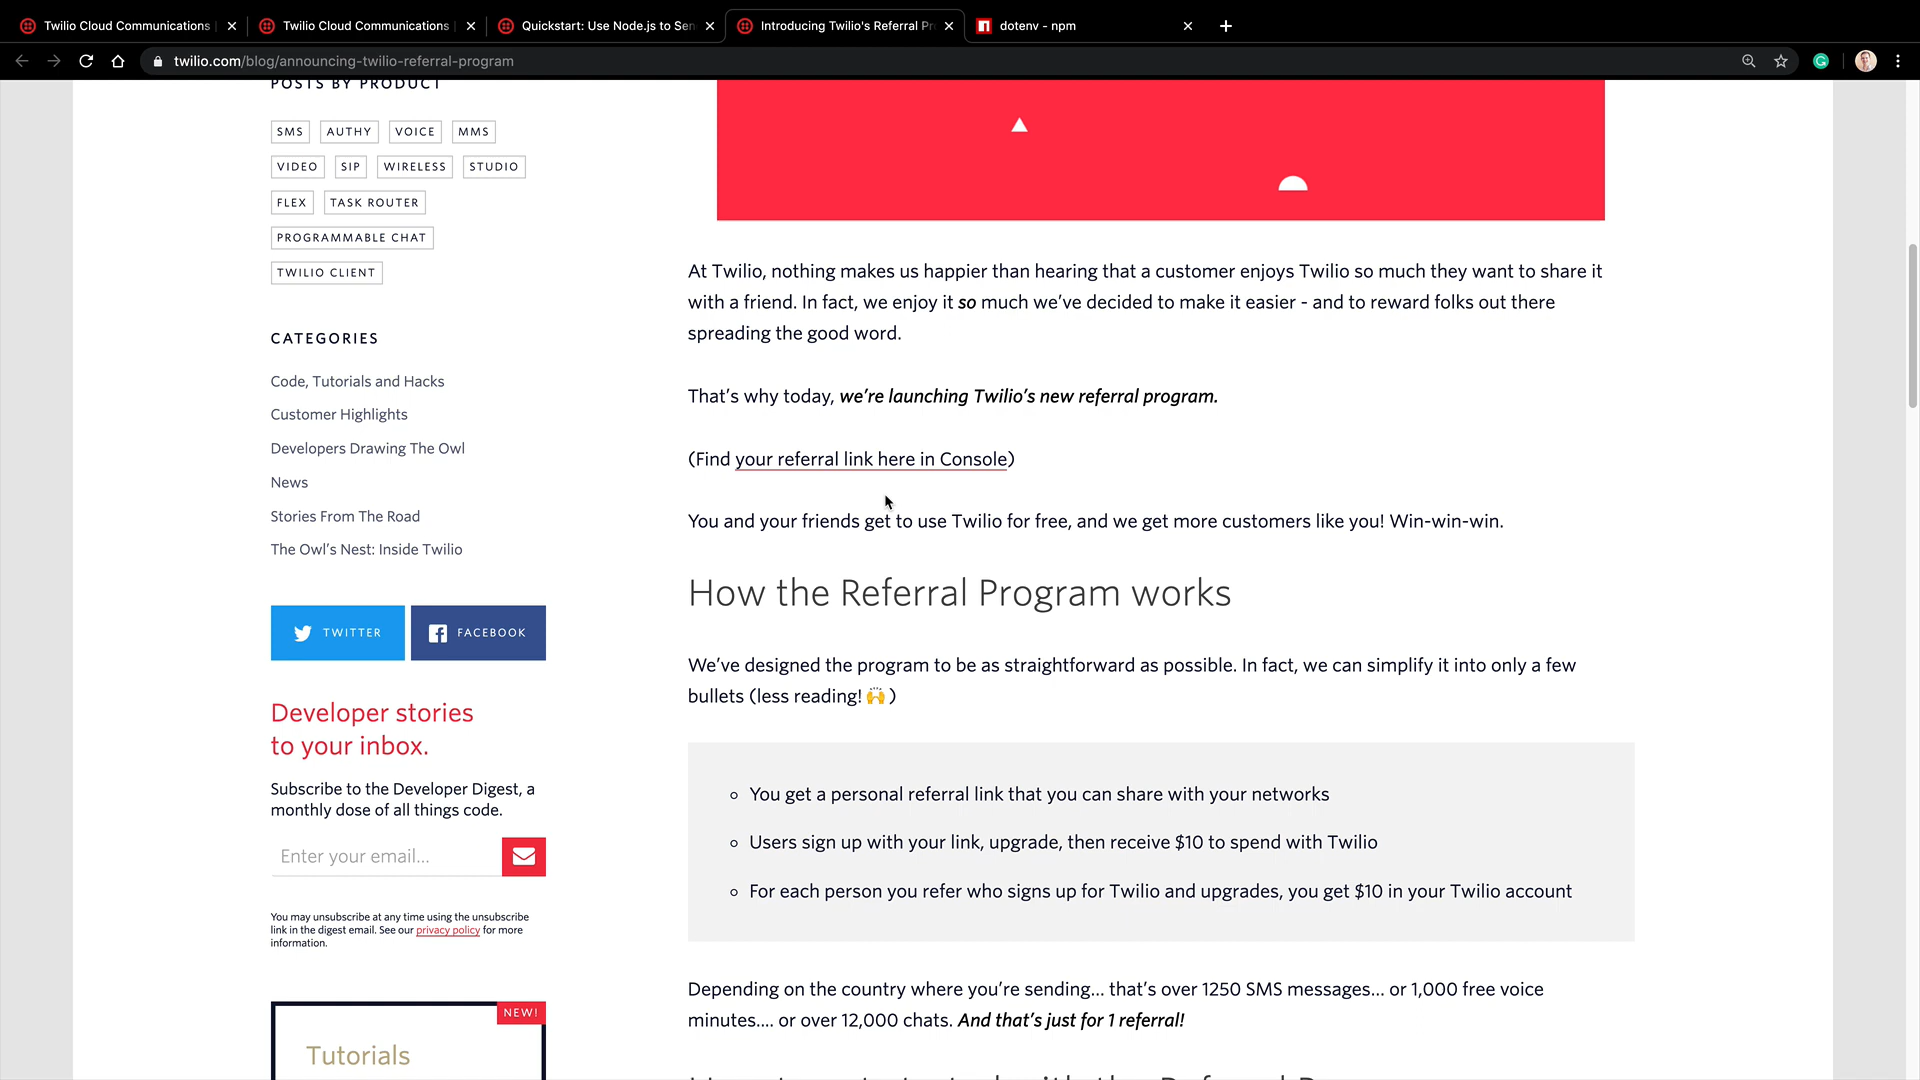 Twilio Cloud Communications
Twilio Cloud Communications
Quickstart: Use Node.js to Sen
Introducing Twilio's Referral Pr
dotenv - npm
twilio.com/blog/announcing-twilio-referral-program
POSTS BY PRODUCT
SMS
AUTHY
VOICE
MMS
VIDEO
SIP
WIRELESS
STUDIO
FLEX
TASK ROUTER
PROGRAMMABLE CHAT
TWILIO CLIENT
CATEGORIES
Code, Tutorials and Hacks
Customer Highlights
Developers Drawing The Owl
News
Stories From The Road
The Owl’s Nest: Inside Twilio
TWITTER
FACEBOOK
Developer stories
to your inbox.
Subscribe to the Developer Digest, a
monthly dose of all things code.
Enter your email...
You may unsubscribe at any time using the unsubscribe
link in the digest email. See our privacy policy for more
information.
NEW!
Tutorials
At Twilio, nothing makes us happier than hearing that a customer enjoys Twilio so much they want to share it
with a friend. In fact, we enjoy it so much we’ve decided to make it easier - and to reward folks out there
spreading the good word.
That’s why today, we’re launching Twilio’s new referral program.
(Find your referral link here in Console)
You and your friends get to use Twilio for free, and we get more customers like you! Win-win-win.
How the Referral Program works
We’ve designed the program to be as straightforward as possible. In fact, we can simplify it into only a few
bullets (less reading! 🙌 )
You get a personal referral link that you can share with your networks
Users sign up with your link, upgrade, then receive $10 to spend with Twilio
For each person you refer who signs up for Twilio and upgrades, you get $10 in your Twilio account
Depending on the country where you’re sending... that’s over 1250 SMS messages... or 1,000 free voice
minutes.... or over 12,000 chats. And that’s just for 1 referral!